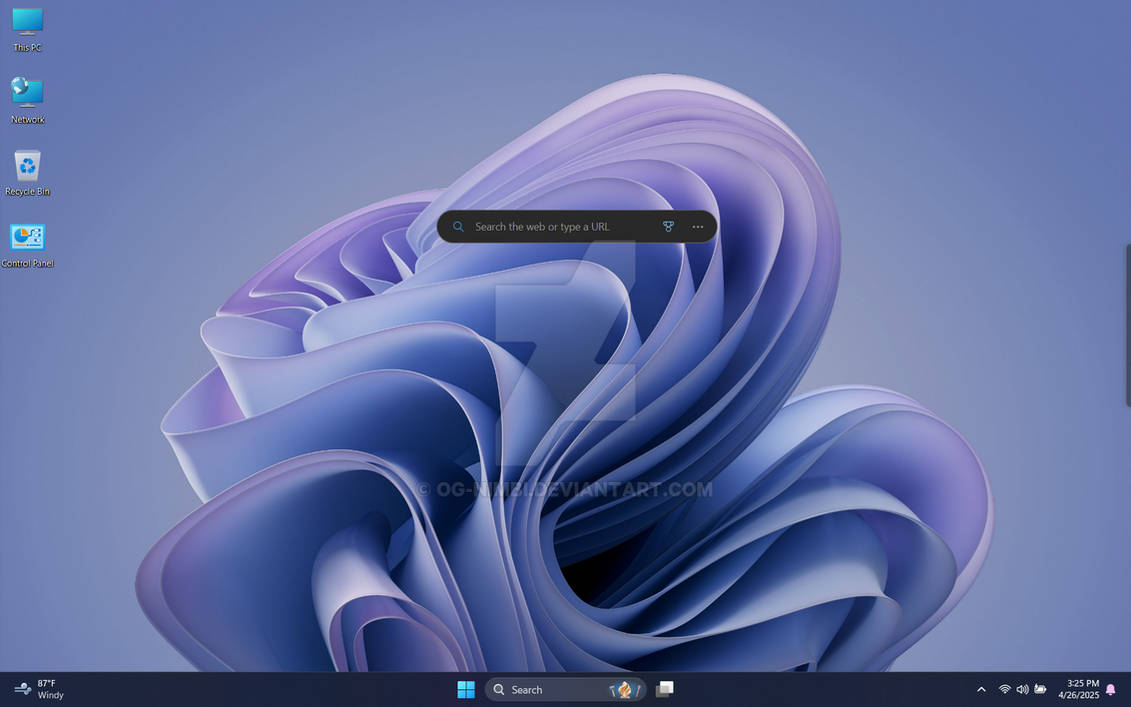 This PC
Network
Recycle Bin
Control Panel
Search the web or type a URL
© OG-NIMBI.DEVIANTART.COM
87°F
Windy
Search
3:25 PM
4/26/2025